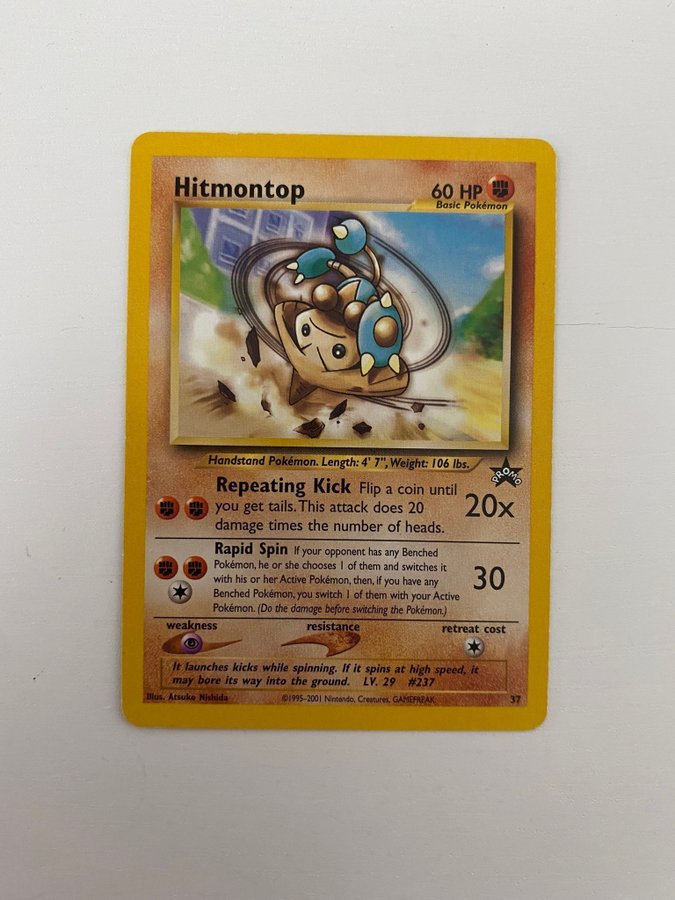 Hitmontop
60 HP
Basic Pokémon
Handstand Pokémon. Length: 4' 7", Weight: 106 lbs.
PROMO
Repeating Kick Flip a coin until
you get tails. This attack does 20
damage times the number of heads.
20x
Rapid Spin If your opponent has any Benched
Pokémon, he or she chooses 1 of them and switches it
with his or her Active Pokémon, then, if you have any
Benched Pokémon, you switch 1 of them with your Active
Pokémon. (Do the damage before switching the Pokémon.)
30
weakness
resistance
retreat cost
It launches kicks while spinning. If it spins at high speed, it
may bore its way into the ground. LV. 29 #237
Illus. Atsuko Nishida
©1995-2001 Nintendo, Creatures, GAMEFREAK.
37